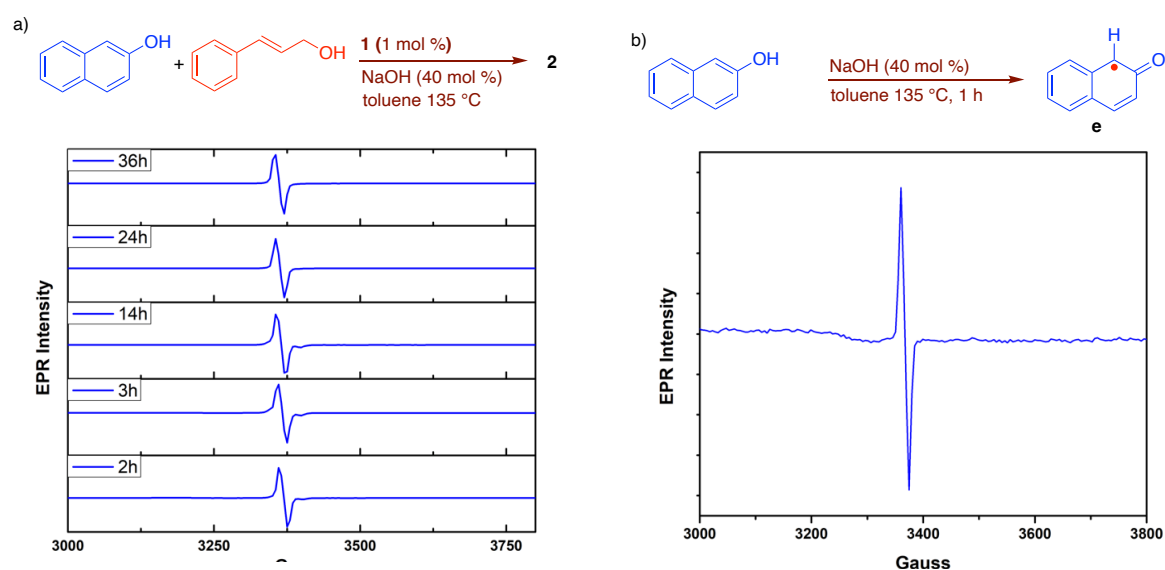 a)
OH
+
OH
1 (1 mol %)
NaOH (40 mol %)
toluene 135 °C
2
36h
24h
14h
3h
2h
EPR Intensity
3000 3250 3500 3750
b)
OH
NaOH (40 mol %)
toluene 135 °C, 1 h
H
O
e
EPR Intensity
3000 3200 3400 3600 3800
Gauss